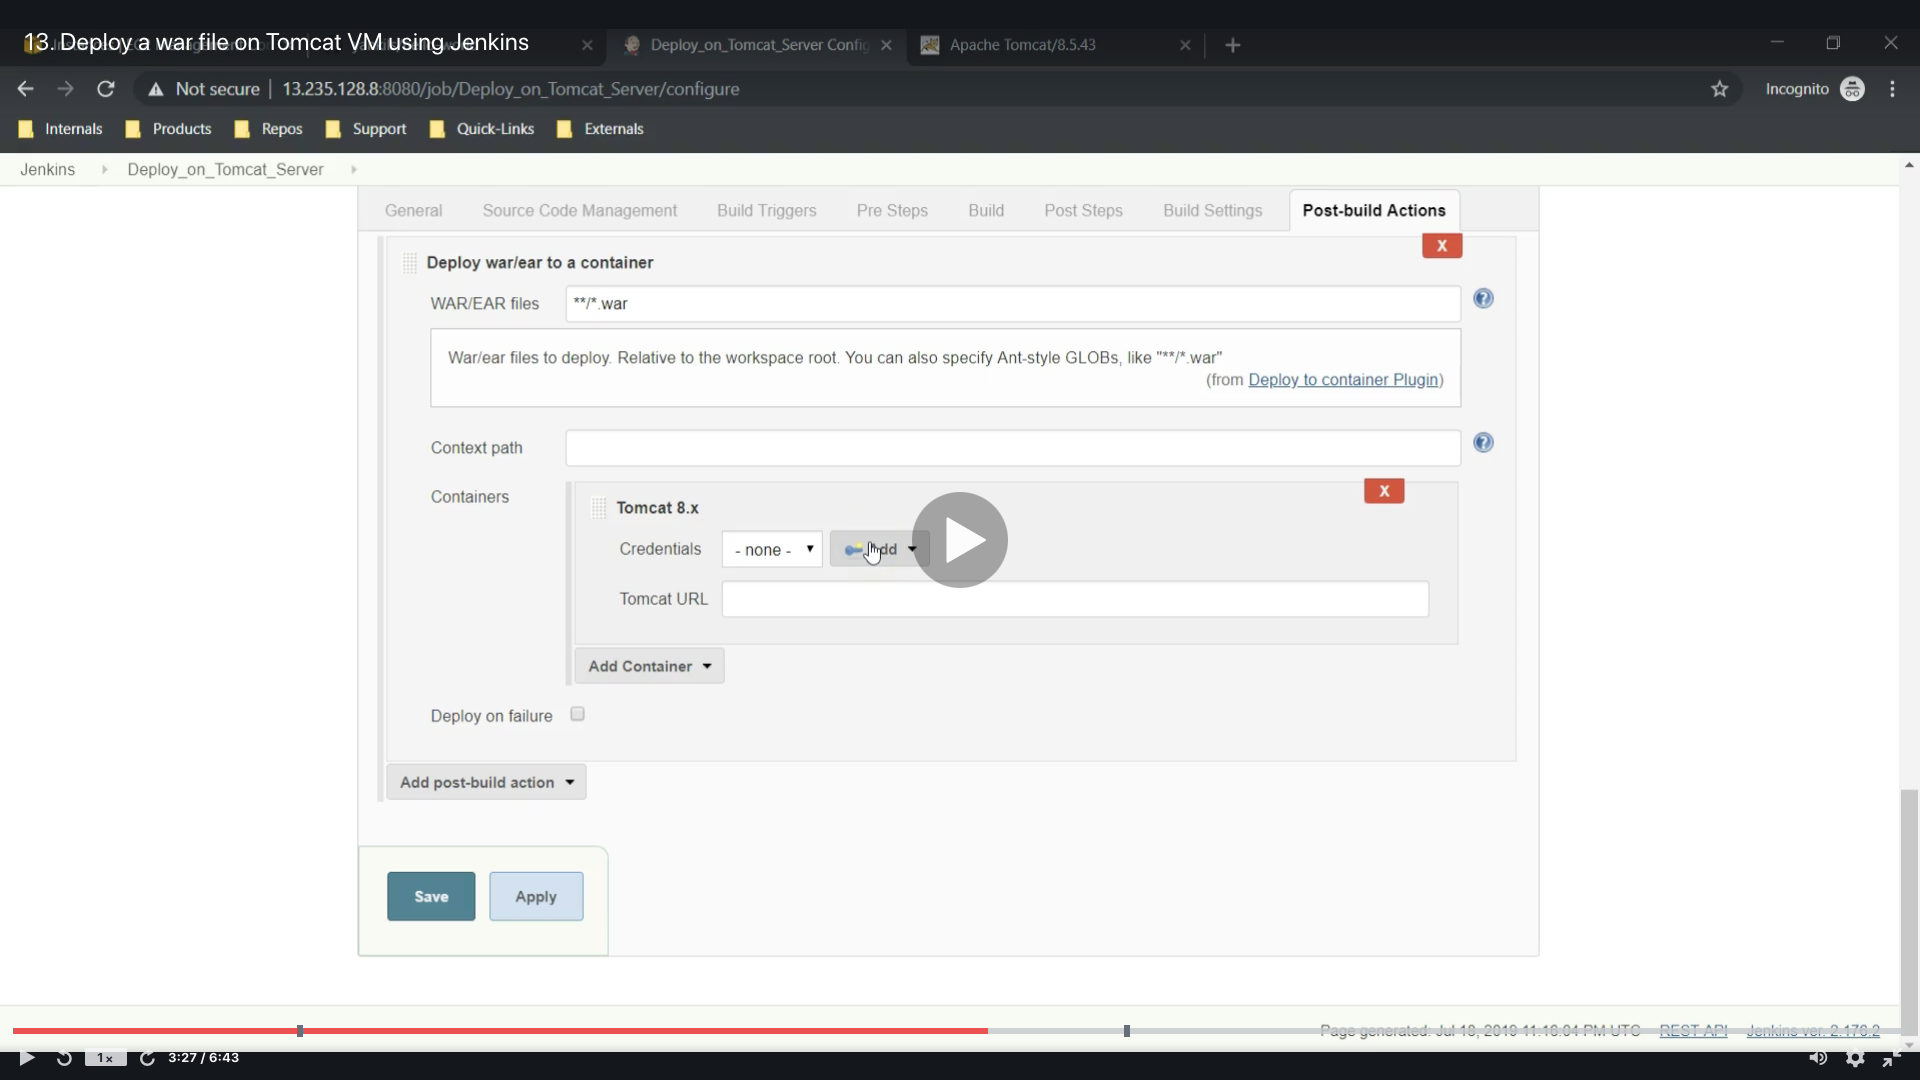 13. Deploy a war file on Tomcat VM using Jenkins
Deploy_on_Tomcat_Server Config
Apache Tomcat/8.5.43
Not secure | 13.235.128.8:8080/job/Deploy_on_Tomcat_Server/configure
Incognito
Internals
Products
Repos
Support
Quick-Links
Externals
Jenkins
Deploy_on_Tomcat_Server
General
Source Code Management
Build Triggers
Pre Steps
Build
Post Steps
Build Settings
Post-build Actions
X
Deploy war/ear to a container
WAR/EAR files
**/*.war
War/ear files to deploy. Relative to the workspace root. You can also specify Ant-style GLOBs, like "**/*.war"
(from Deploy to container Plugin)
Context path
Containers
X
Tomcat 8.x
Credentials
- none -
Tomcat URL
Add Container
Deploy on failure
Add post-build action
Save
Apply
Page generated: Jul 18, 2019 11:16:04 PM UTC
REST API
Jenkins ver. 2.176.2
1x
3:27 / 6:43